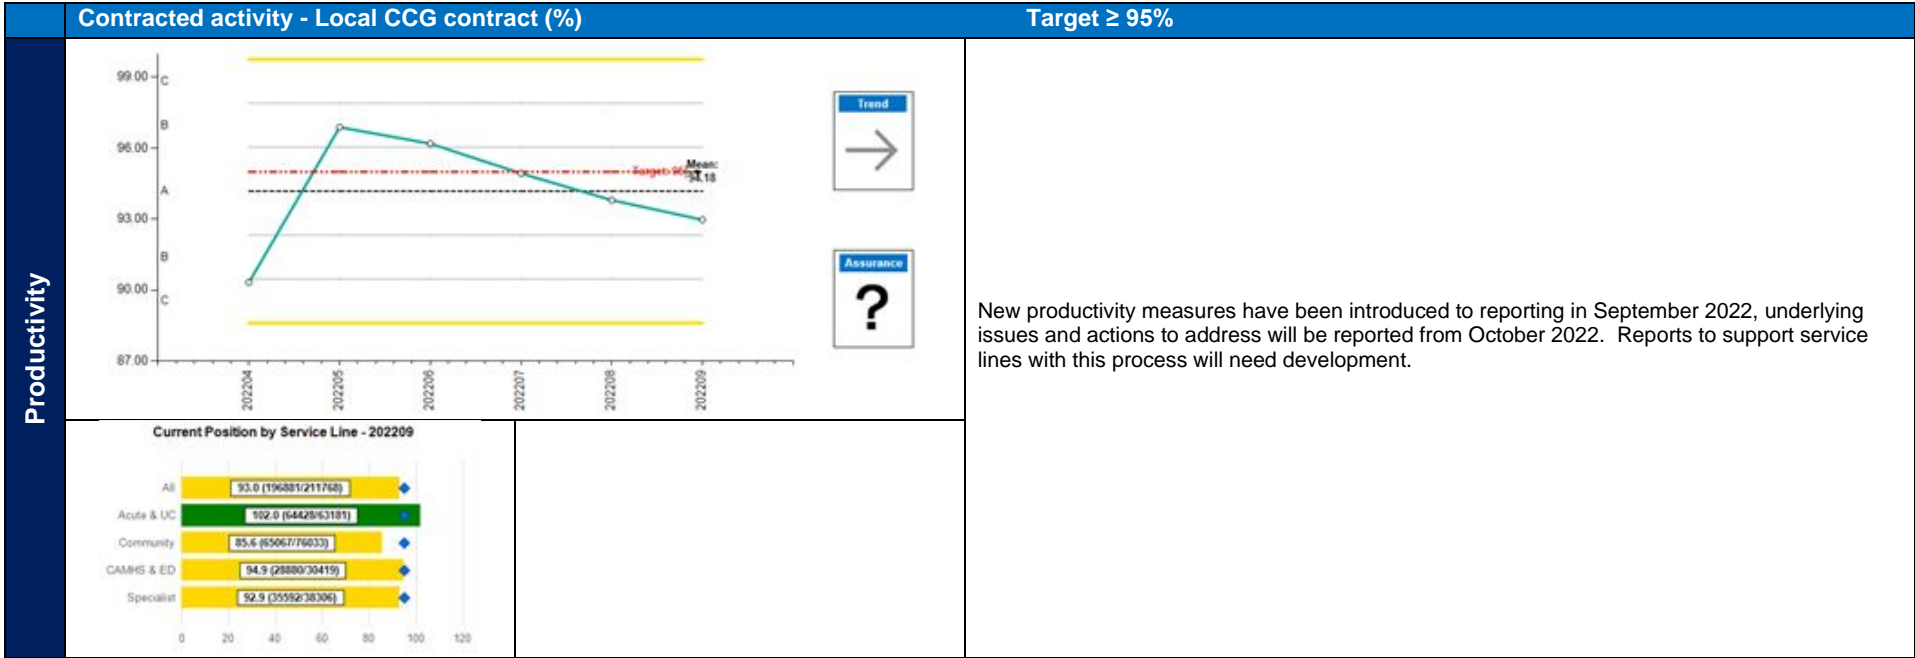 Contracted activity - Local CCG contract (%)
Target ≥ 95%
Productivity
99.00
C
B
96.00
A
93.00
B
90.00
C
87.00
Mean:
94.18
202204
202205
202206
202207
202208
202209
Trend
Assurance
?
New productivity measures have been introduced to reporting in September 2022, underlying
issues and actions to address will be reported from October 2022.  Reports to support service
lines with this process will need development.
Current Position by Service Line - 202209
All
93.0 (196881/211768)
Acute & UC
102.0 (64428/63181)
Community
85.6 (65067/76033)
CAMHS & ED
94.9 (28880/30419)
Specialist
92.9 (35592/38306)
0
20
40
60
80
100
120